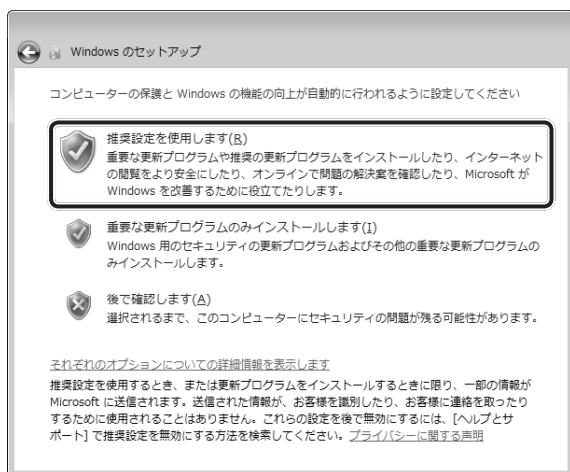 Windows のセットアップ
コンピューターの保護と Windows の機能の向上が自動的に行われるように設定してください
推奨設定を使用します(R)
重要な更新プログラムや推奨の更新プログラムをインストールしたり、インターネット
の閲覧をより安全にしたり、オンラインで問題の解決案を確認したり、Microsoft が
Windows を改善するために役立てたりします。
重要な更新プログラムのみインストールします(I)
Windows 用のセキュリティの更新プログラムおよびその他の重要な更新プログラムの
みインストールします。
後で確認します(A)
選択されるまで、このコンピューターにセキュリティの問題が残る可能性があります。
それぞれのオプションについての詳細情報を表示します
推奨設定を使用するとき、または更新プログラムをインストールするときに限り、一部の情報が
Microsoft に送信されます。送信された情報が、お客様を識別したり、お客様に連絡を取ったり
するために使用されることはありません。これらの設定を後で無効にするには、[ヘルプとサ
ポート] で推奨設定を無効にする方法を検索してください。プライバシーに関する声明